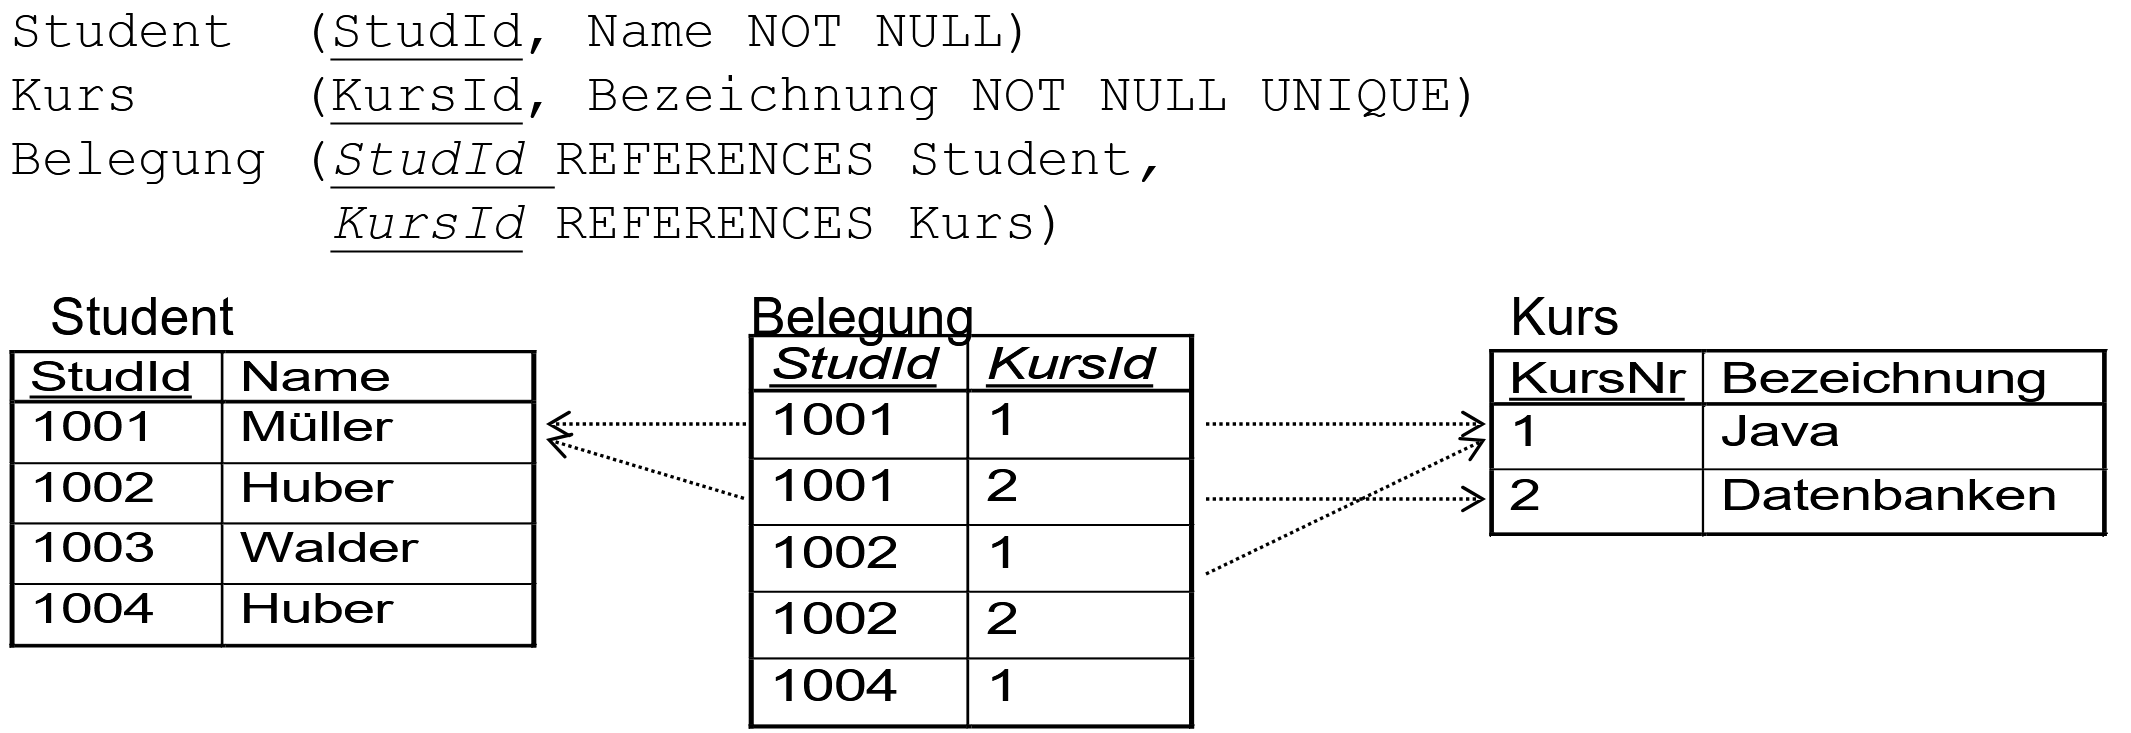 Student (StudId, Name NOT NULL)
Kurs (KursId, Bezeichnung NOT NULL UNIQUE)
Belegung (StudId REFERENCES Student,
KursId REFERENCES Kurs)
Student
StudId Name
1001 Müller
1002 Huber
1003 Walder
1004 Huber
Belegung
StudId KursId
1001 1
1001 2
1002 1
1002 2
1004 1
Kurs
KursNr Bezeichnung
1 Java
2 Datenbanken